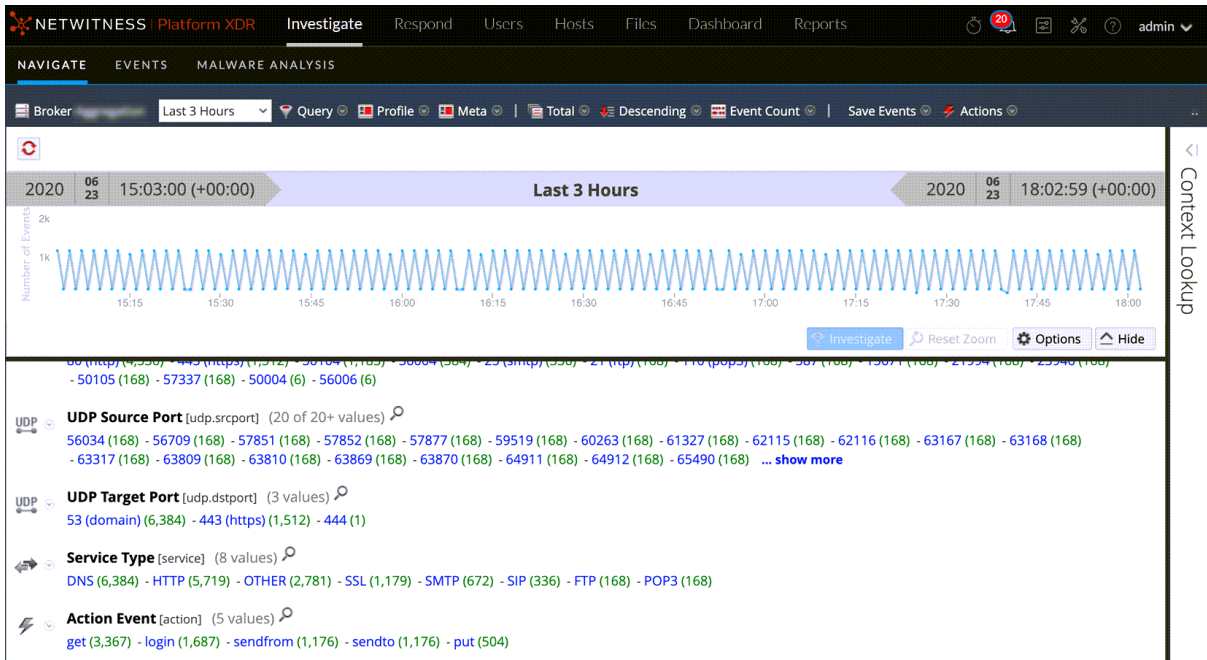 NETWITNESS Platform XDR Investigate Respond Users Hosts Files Dashboard Reports 20 admin
NAVIGATE EVENTS MALWARE ANALYSIS
Broker Last 3 Hours Query Profile Meta | Total Descending Event Count | Save Events Actions
2020 06 23 15:03:00 (+00:00) Last 3 Hours 2020 06 23 18:02:59 (+00:00)
Context Lookup
Number of Events
2k
1k
15:15 15:30 15:45 16:00 16:15 16:30 16:45 17:00 17:15 17:30 17:45 18:00
Investigate Reset Zoom Options Hide
- 50105 (168) - 57337 (168) - 50004 (6) - 56006 (6)
UDP UDP Source Port [udp.srcport] (20 of 20+ values)
56034 (168) - 56709 (168) - 57851 (168) - 57852 (168) - 57877 (168) - 59519 (168) - 60263 (168) - 61327 (168) - 62115 (168) - 62116 (168) - 63167 (168) - 63168 (168)
- 63317 (168) - 63809 (168) - 63810 (168) - 63869 (168) - 63870 (168) - 64911 (168) - 64912 (168) - 65490 (168) ... show more
UDP UDP Target Port [udp.dstport] (3 values)
53 (domain) (6,384) - 443 (https) (1,512) - 444 (1)
Service Type [service] (8 values)
DNS (6,384) - HTTP (5,719) - OTHER (2,781) - SSL (1,179) - SMTP (672) - SIP (336) - FTP (168) - POP3 (168)
Action Event [action] (5 values)
get (3,367) - login (1,687) - sendfrom (1,176) - sendto (1,176) - put (504)